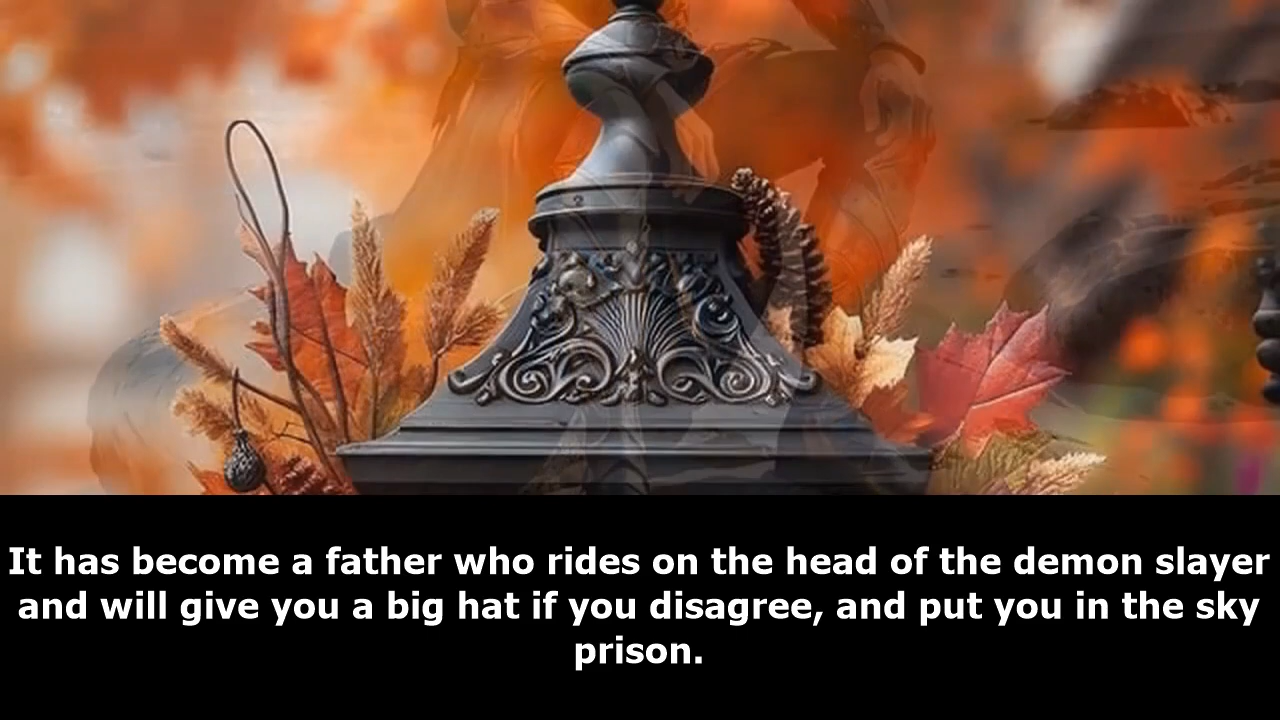 It has become a father who rides on the head of the demon slayer
and will give you a big hat if you disagree, and put you in the sky
prison.